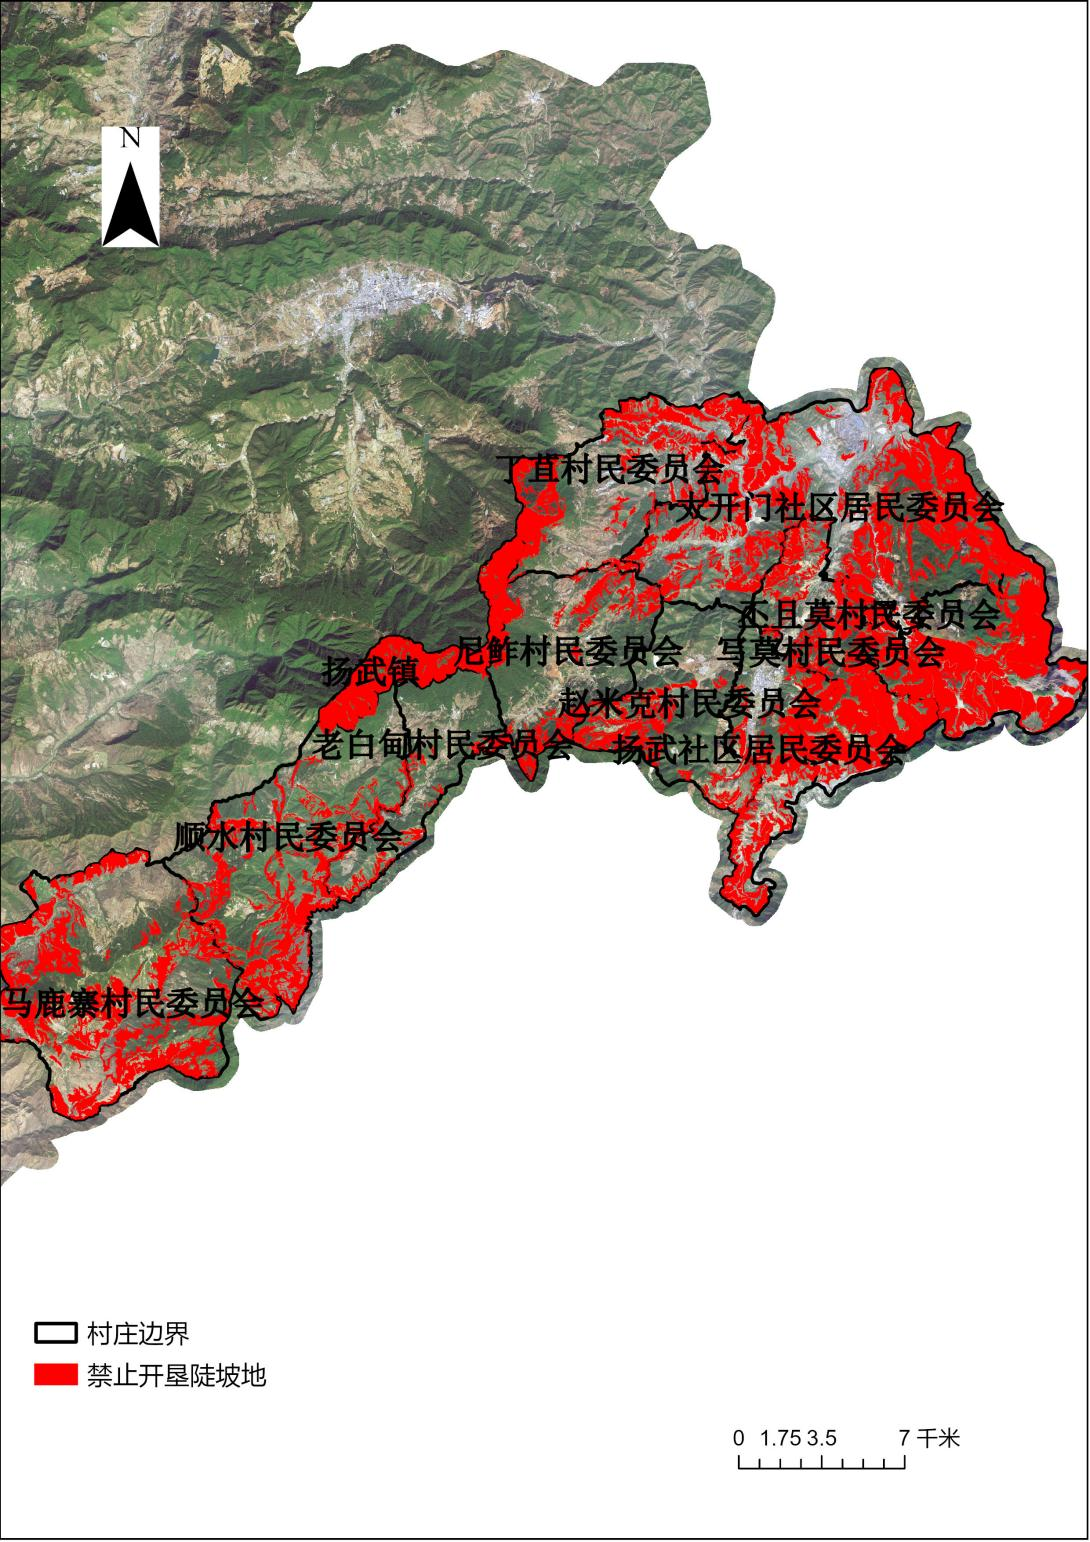 N
丁苴村民委员会
大开门社区居民委员会
丕且莫村民委员会
尼鲊村民委员会
写莫村民委员会
扬武镇
赵米克村民委员会
老白甸村民委员会
扬武社区居民委员会
顺水村民委员会
马鹿寨村民委员会
村庄边界
禁止开垦陡坡地
0 1.75 3.5 7 千米